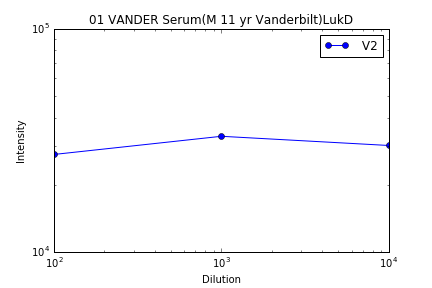 01 VANDER Serum(M 11 yr Vanderbilt)LukD
10^5
V2
Intensity
10^4
10^2 10^3 10^4
Dilution